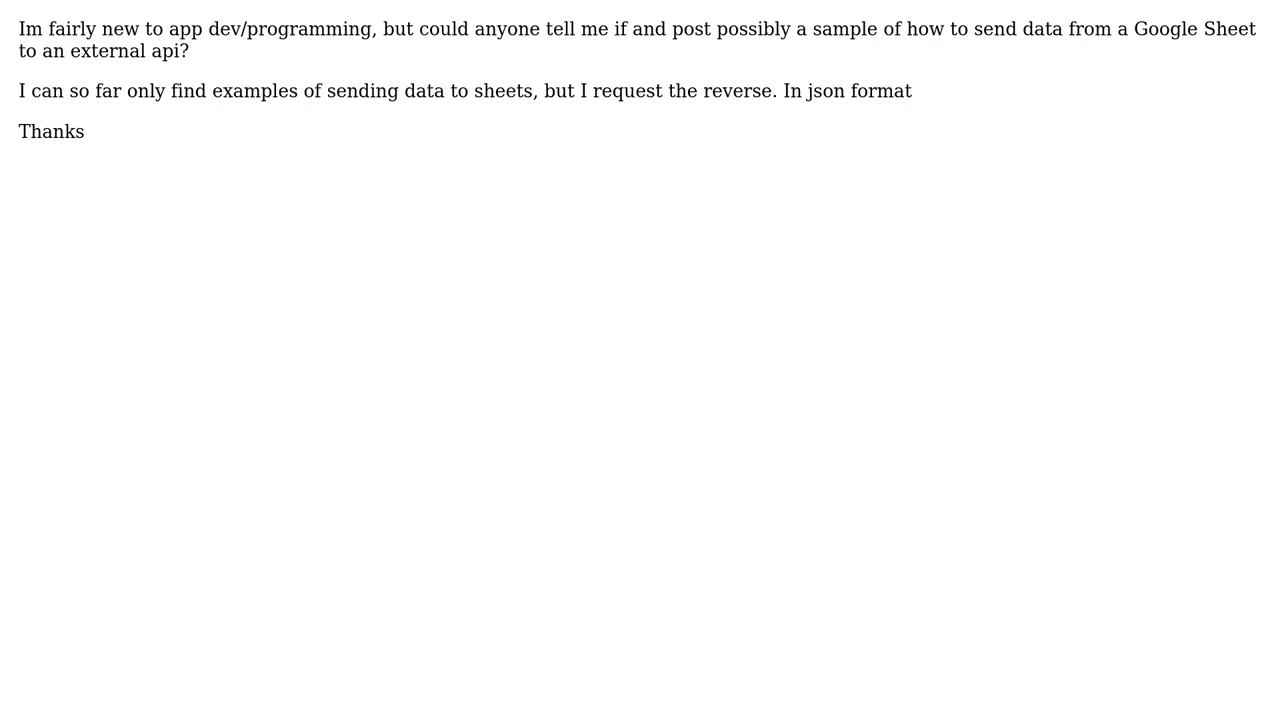 Im fairly new to app dev/programming, but could anyone tell me if and post possibly a sample of how to send data from a Google Sheet
to an external api?
I can so far only find examples of sending data to sheets, but I request the reverse. In json format
Thanks